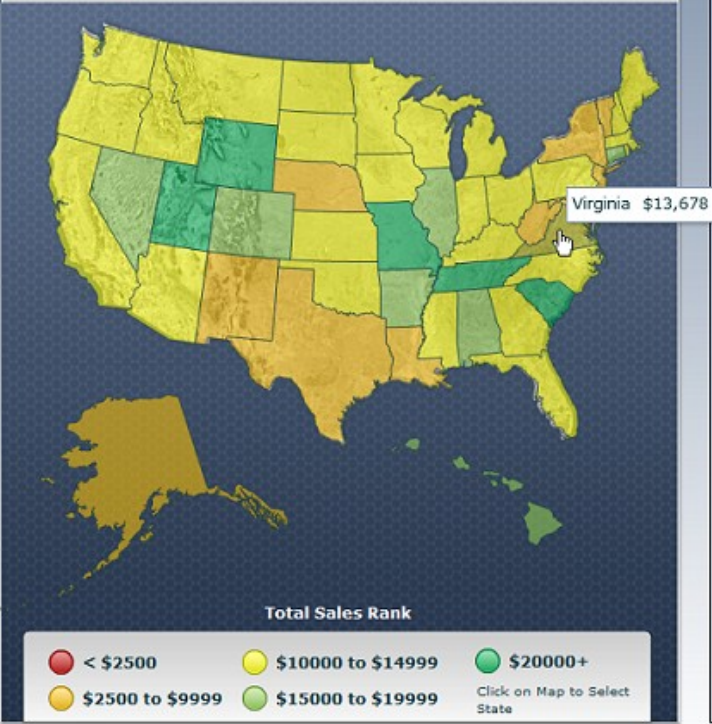 Virginia $13,678
Total Sales Rank
< $2500
$10000 to $14999
$20000+
$2500 to $9999
$15000 to $19999
Click on Map to Select
State